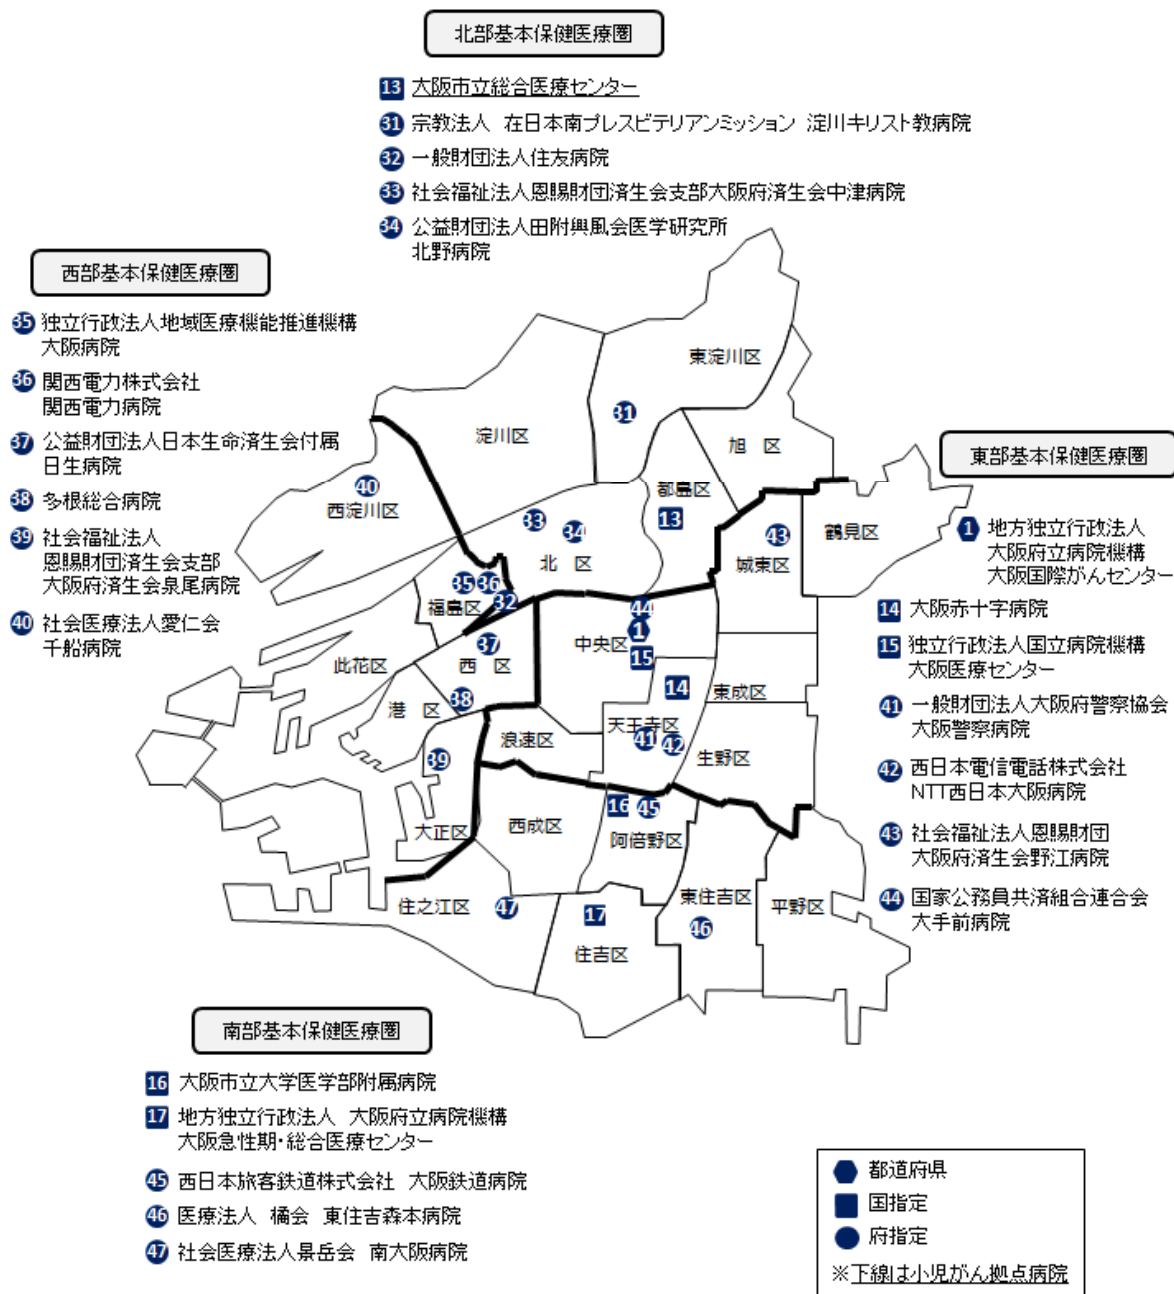 北部基本保健医療圏
13 大阪市立総合医療センター
31 宗教法人 在日本南プレスビテリアンミッション 淀川キリスト教病院
32 一般財団法人住友病院
33 社会福祉法人恩賜財団済生会支部大阪府済生会中津病院
34 公益財団法人田附興風会医学研究所
北野病院
西部基本保健医療圏
35 独立行政法人地域医療機能推進機構
大阪病院
36 関西電力株式会社
関西電力病院
37 公益財団法人日本生命済生会付属
日生病院
38 多根総合病院
39 社会福祉法人
恩賜財団済生会支部
大阪府済生会泉尾病院
40 社会医療法人愛仁会
千船病院
東部基本保健医療圏
1 地方独立行政法人
大阪府立病院機構
大阪国際がんセンター
14 大阪赤十字病院
15 独立行政法人国立病院機構
大阪医療センター
41 一般財団法人大阪府警察協会
大阪警察病院
42 西日本電信電話株式会社
NTT西日本大阪病院
43 社会福祉法人恩賜財団
大阪府済生会野江病院
44 国家公務員共済組合連合会
大手前病院
東淀川区
31
淀川区
旭 区
40
西淀川区
都島区
13
33
34
北 区
43
城東区
鶴見区
35
36
32
福島区
44
中央区
1
15
37
西 区
此花区
14
東成区
38
港 区
天王寺区
41
42
浪速区
39
生野区
大正区
西成区
16
45
阿倍野区
住之江区
47
17
住吉区
東住吉区
46
平野区
南部基本保健医療圏
16 大阪市立大学医学部附属病院
17 地方独立行政法人 大阪府立病院機構
大阪急性期・総合医療センター
45 西日本旅客鉄道株式会社 大阪鉄道病院
46 医療法人 橘会 東住吉森本病院
47 社会医療法人景岳会 南大阪病院
都道府県
国指定
府指定
※下線は小児がん拠点病院